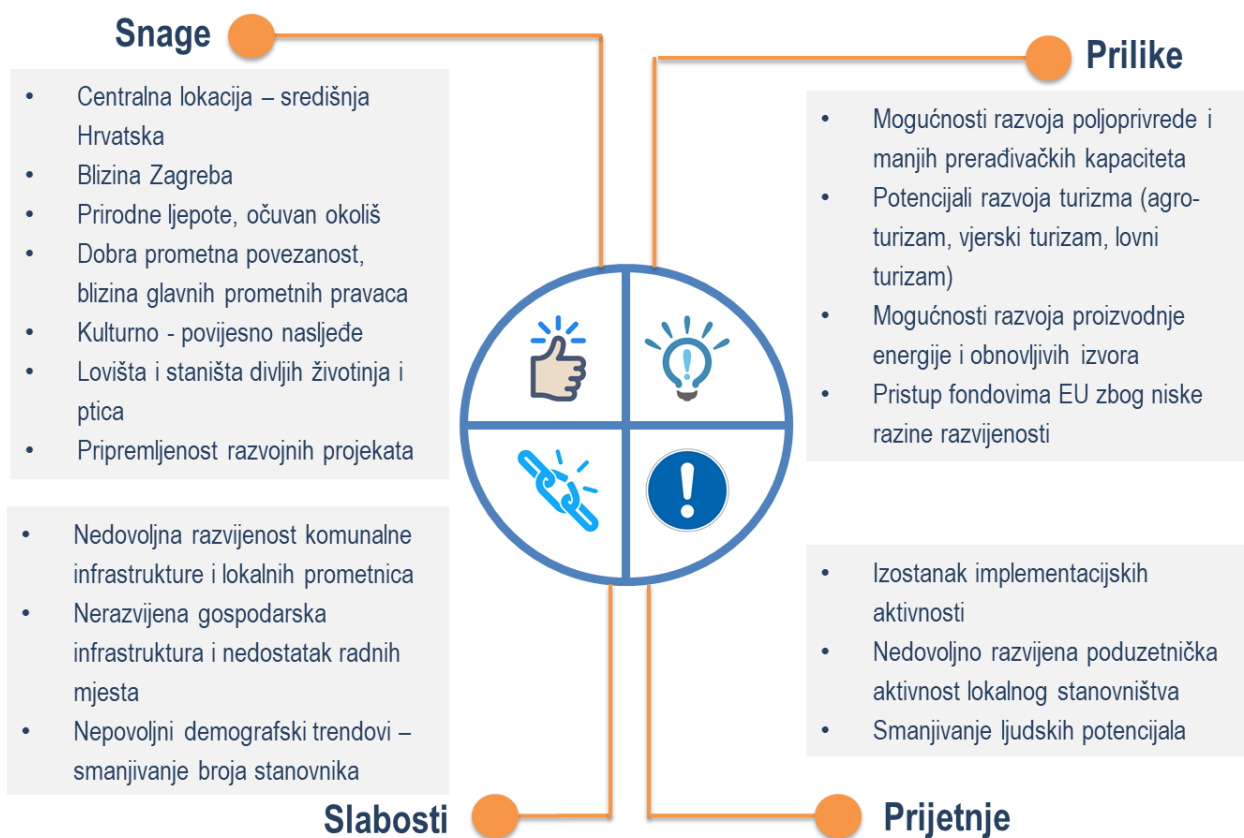 Snage
• Centralna lokacija – središnja
Hrvatska
• Blizina Zagreba
• Prirodne ljepote, očuvan okoliš
• Dobra prometna povezanost,
blizina glavnih prometnih pravaca
• Kulturno - povijesno nasljeđe
• Lovišta i staništa divljih životinja i
ptica
• Pripremljenost razvojnih projekata
Prilike
• Mogućnosti razvoja poljoprivrede i
manjih prerađivačkih kapaciteta
• Potencijali razvoja turizma (agro-
turizam, vjerski turizam, lovni
turizam)
• Mogućnosti razvoja proizvodnje
energije i obnovljivih izvora
• Pristup fondovima EU zbog niske
razine razvijenosti
• Nedovoljna razvijenost komunalne
infrastrukture i lokalnih prometnica
• Nerazvijena gospodarska
infrastruktura i nedostatak radnih
mjesta
• Nepovoljni demografski trendovi –
smanjivanje broja stanovnika
Slabosti
• Izostanak implementacijskih
aktivnosti
• Nedovoljno razvijena poduzetnička
aktivnost lokalnog stanovništva
• Smanjivanje ljudskih potencijala
Prijetnje